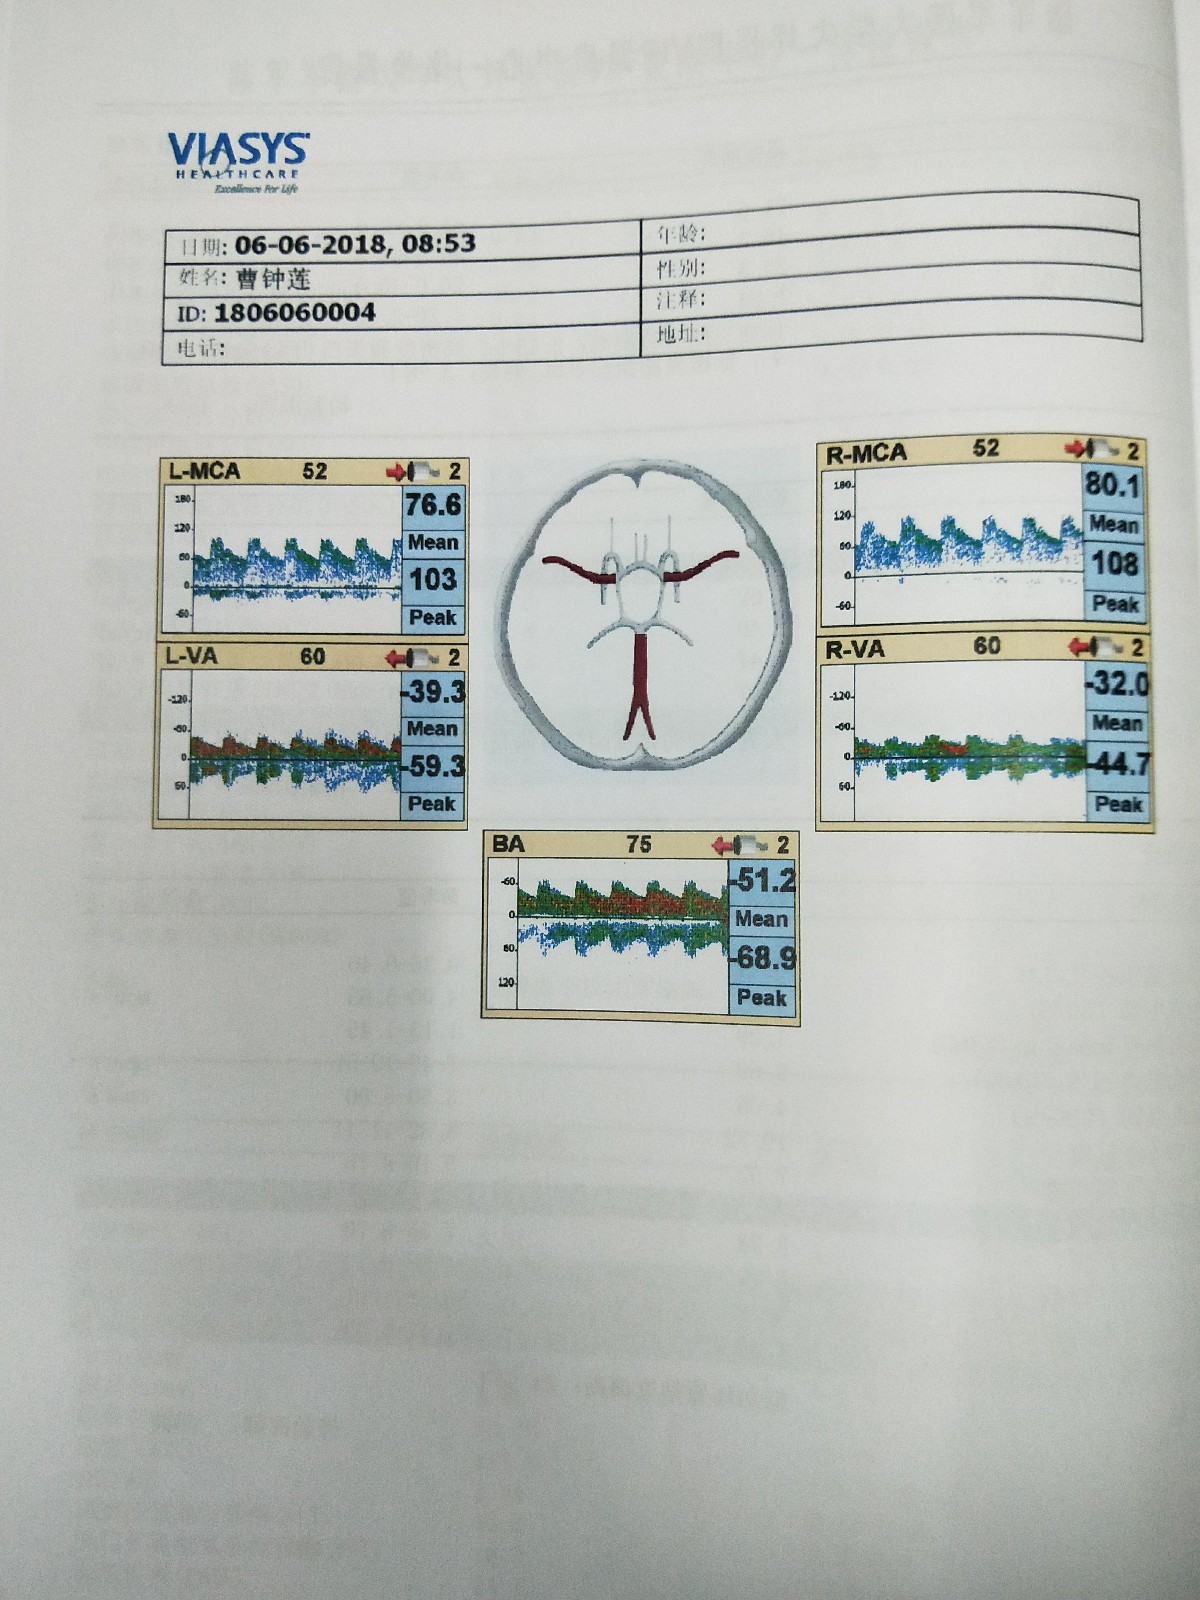 VIASYS
HEALTHCARE
Excellence For Life
日期: 06-06-2018, 08:53
姓名: 曹钟莲
ID: 1806060004
电话:
年龄:
性别:
注释:
地址:
L-MCA 52 2
180
120
60
0
-60
76.6
Mean
103
Peak
R-MCA 52 2
180
120
60
0
-60
80.1
Mean
108
Peak
L-VA 60 2
-120
-60
0
60
-39.3
Mean
-59.3
Peak
R-VA 60 2
-120
-60
0
60
-32.0
Mean
-44.7
Peak
BA 75 2
-60
0
60
120
-51.2
Mean
-68.9
Peak